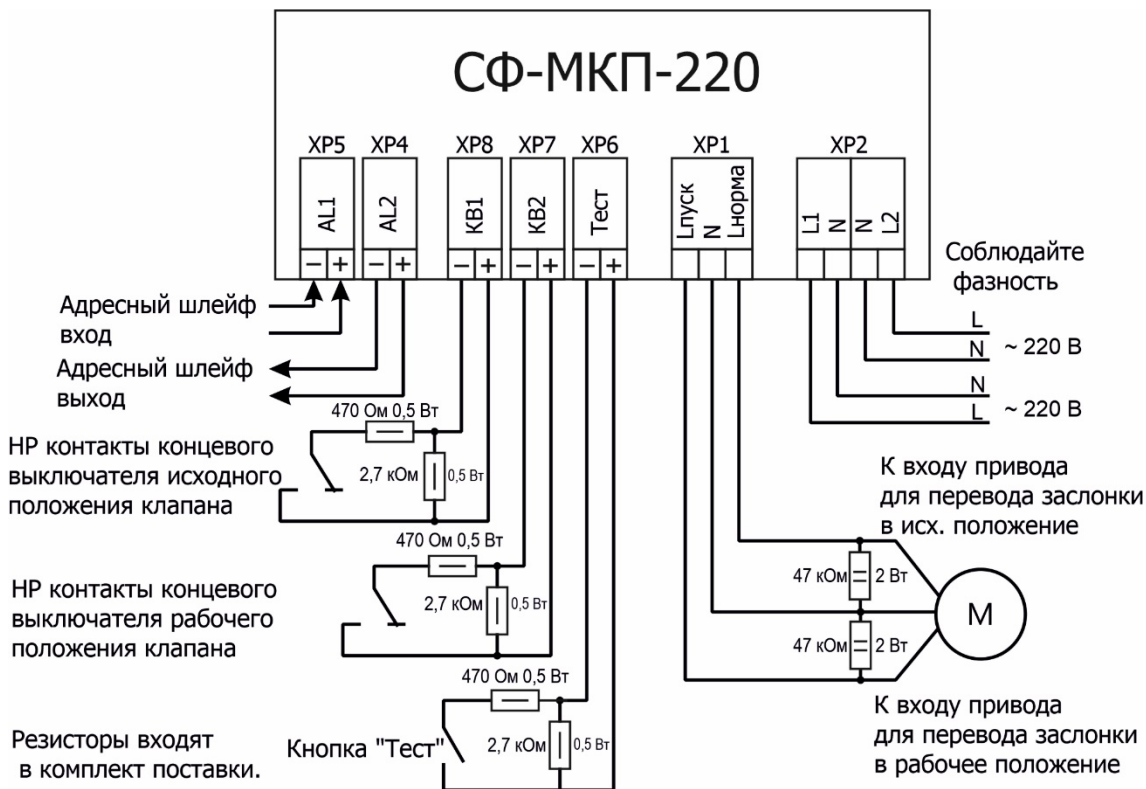 СФ-МКП-220
XP5
XP4
XP8
XP7
XP6
XP1
XP2
AL1
AL2
КВ1
КВ2
Тест
Lпуск
N
Lнорма
L1
N
N
L2
− +
− +
− +
− +
− +
Соблюдайте
фазность
L
N
~ 220 В
N
L
~ 220 В
Адресный шлейф
вход
Адресный шлейф
выход
470 Ом 0,5 Вт
2,7 кОм
0,5 Вт
НР контакты концевого
выключателя исходного
положения клапана
470 Ом 0,5 Вт
2,7 кОм
0,5 Вт
НР контакты концевого
выключателя рабочего
положения клапана
470 Ом 0,5 Вт
2,7 кОм
0,5 Вт
Кнопка "Тест"
Резисторы входят
в комплект поставки.
К входу привода
для перевода заслонки
в исх. положение
47 кОм
2 Вт
47 кОм
2 Вт
М
К входу привода
для перевода заслонки
в рабочее положение